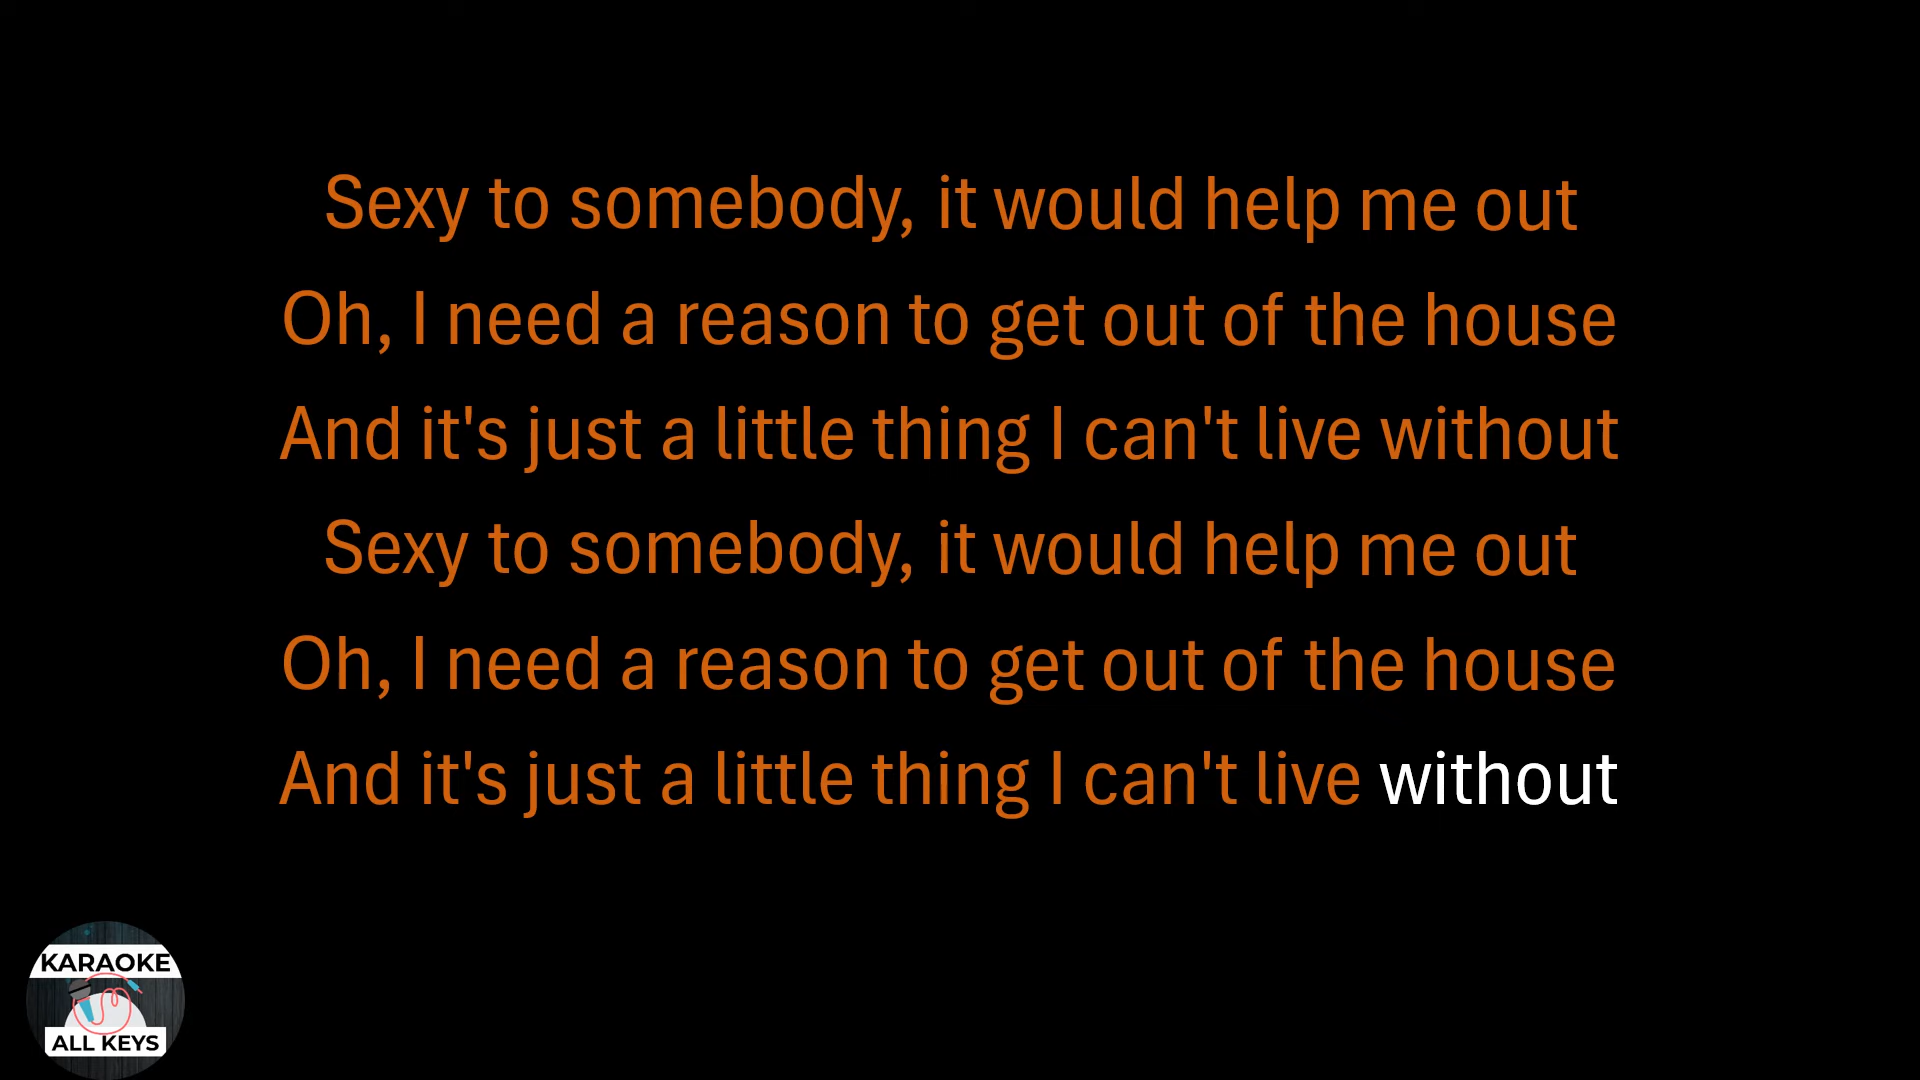 Sexy to somebody, it would help me out
Oh, I need a reason to get out of the house
And it's just a little thing I can't live without
Sexy to somebody, it would help me out
Oh, I need a reason to get out of the house
And it's just a little thing I can't live without
KARAOKE
ALL KEYS